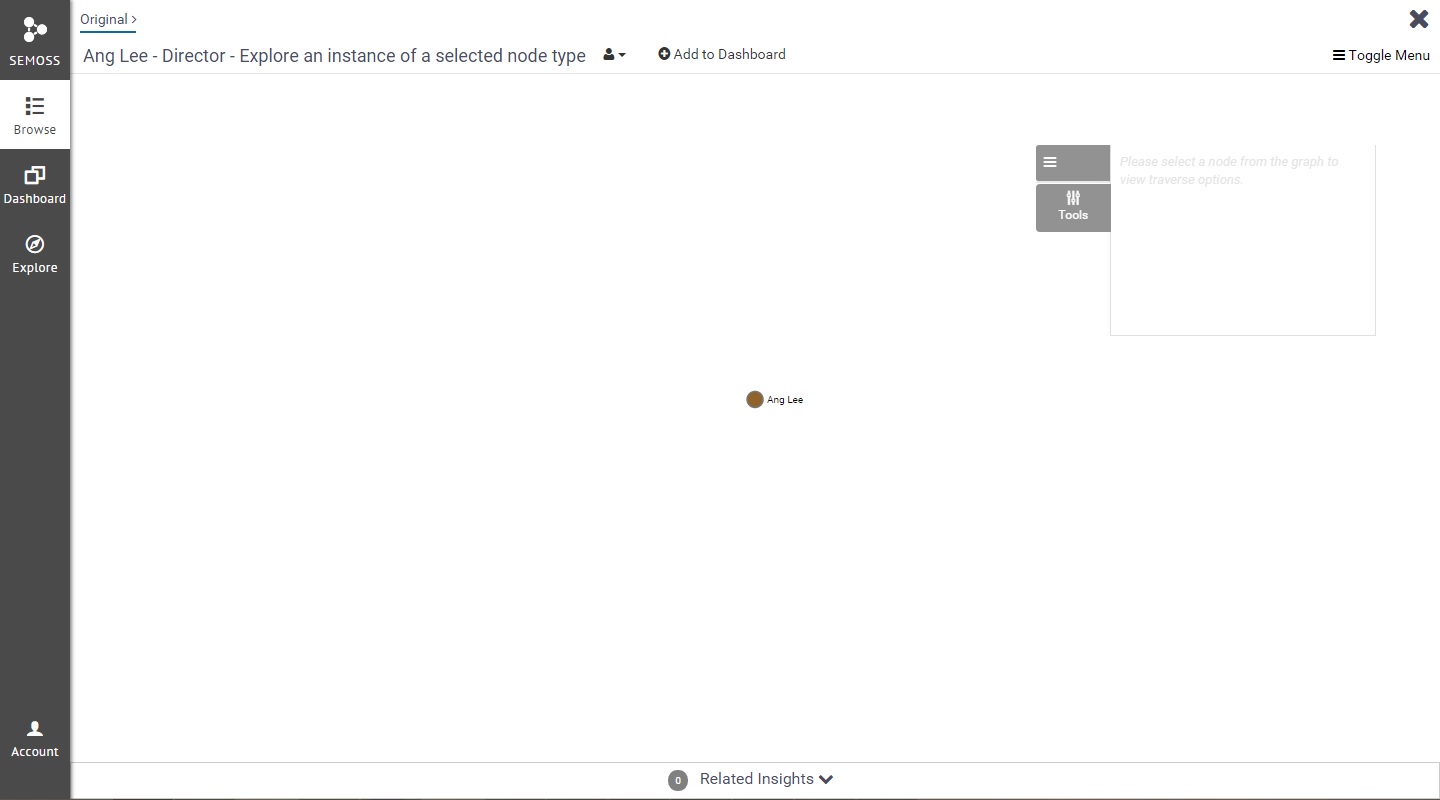 SEMOSS
Browse
Dashboard
Explore
Account
Original
Ang Lee - Director - Explore an instance of a selected node type
Add to Dashboard
Toggle Menu
Please select a node from the graph to
view traverse options.
Tools
Ang Lee
0 Related Insights